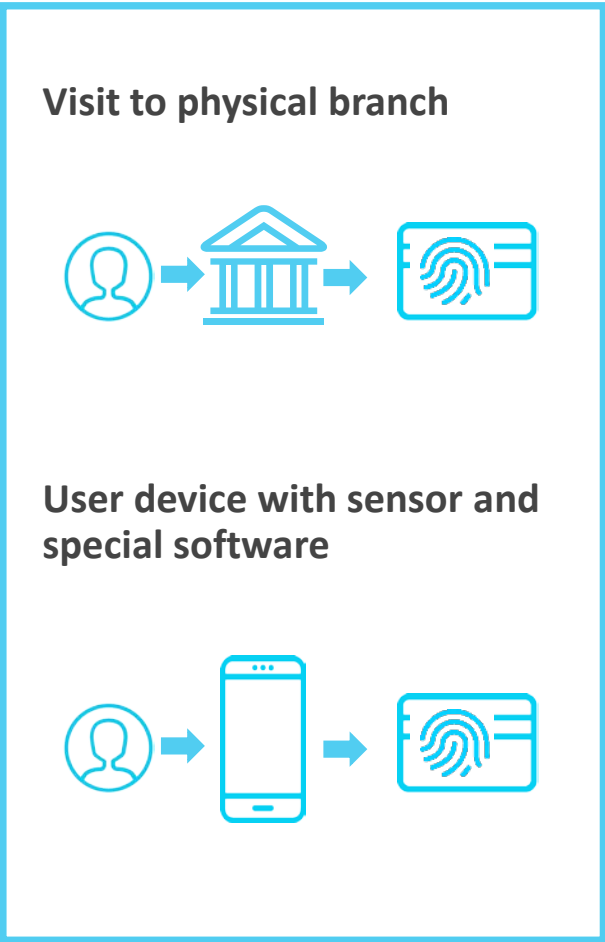 Visit to physical branch
User device with sensor and
special software